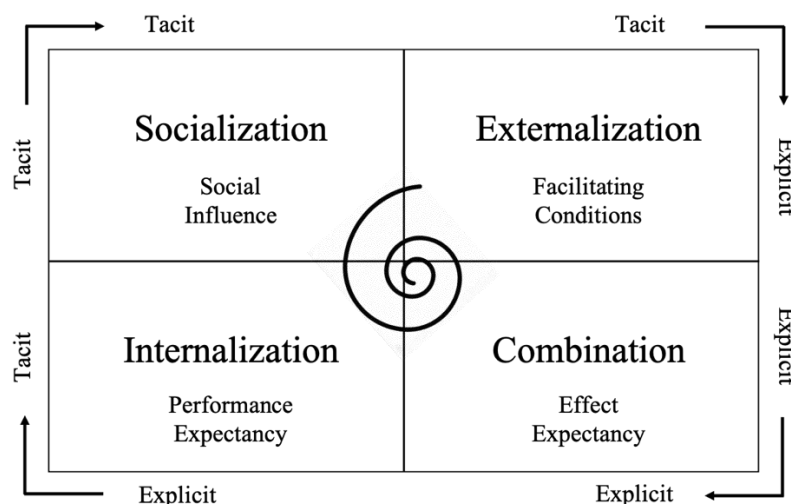 Tacit
Tacit
Socialization
Externalization
Tacit
Explicit
Social
Influence
Facilitating
Conditions
Internalization
Combination
Tacit
Explicit
Performance
Expectancy
Effect
Expectancy
Explicit
Explicit